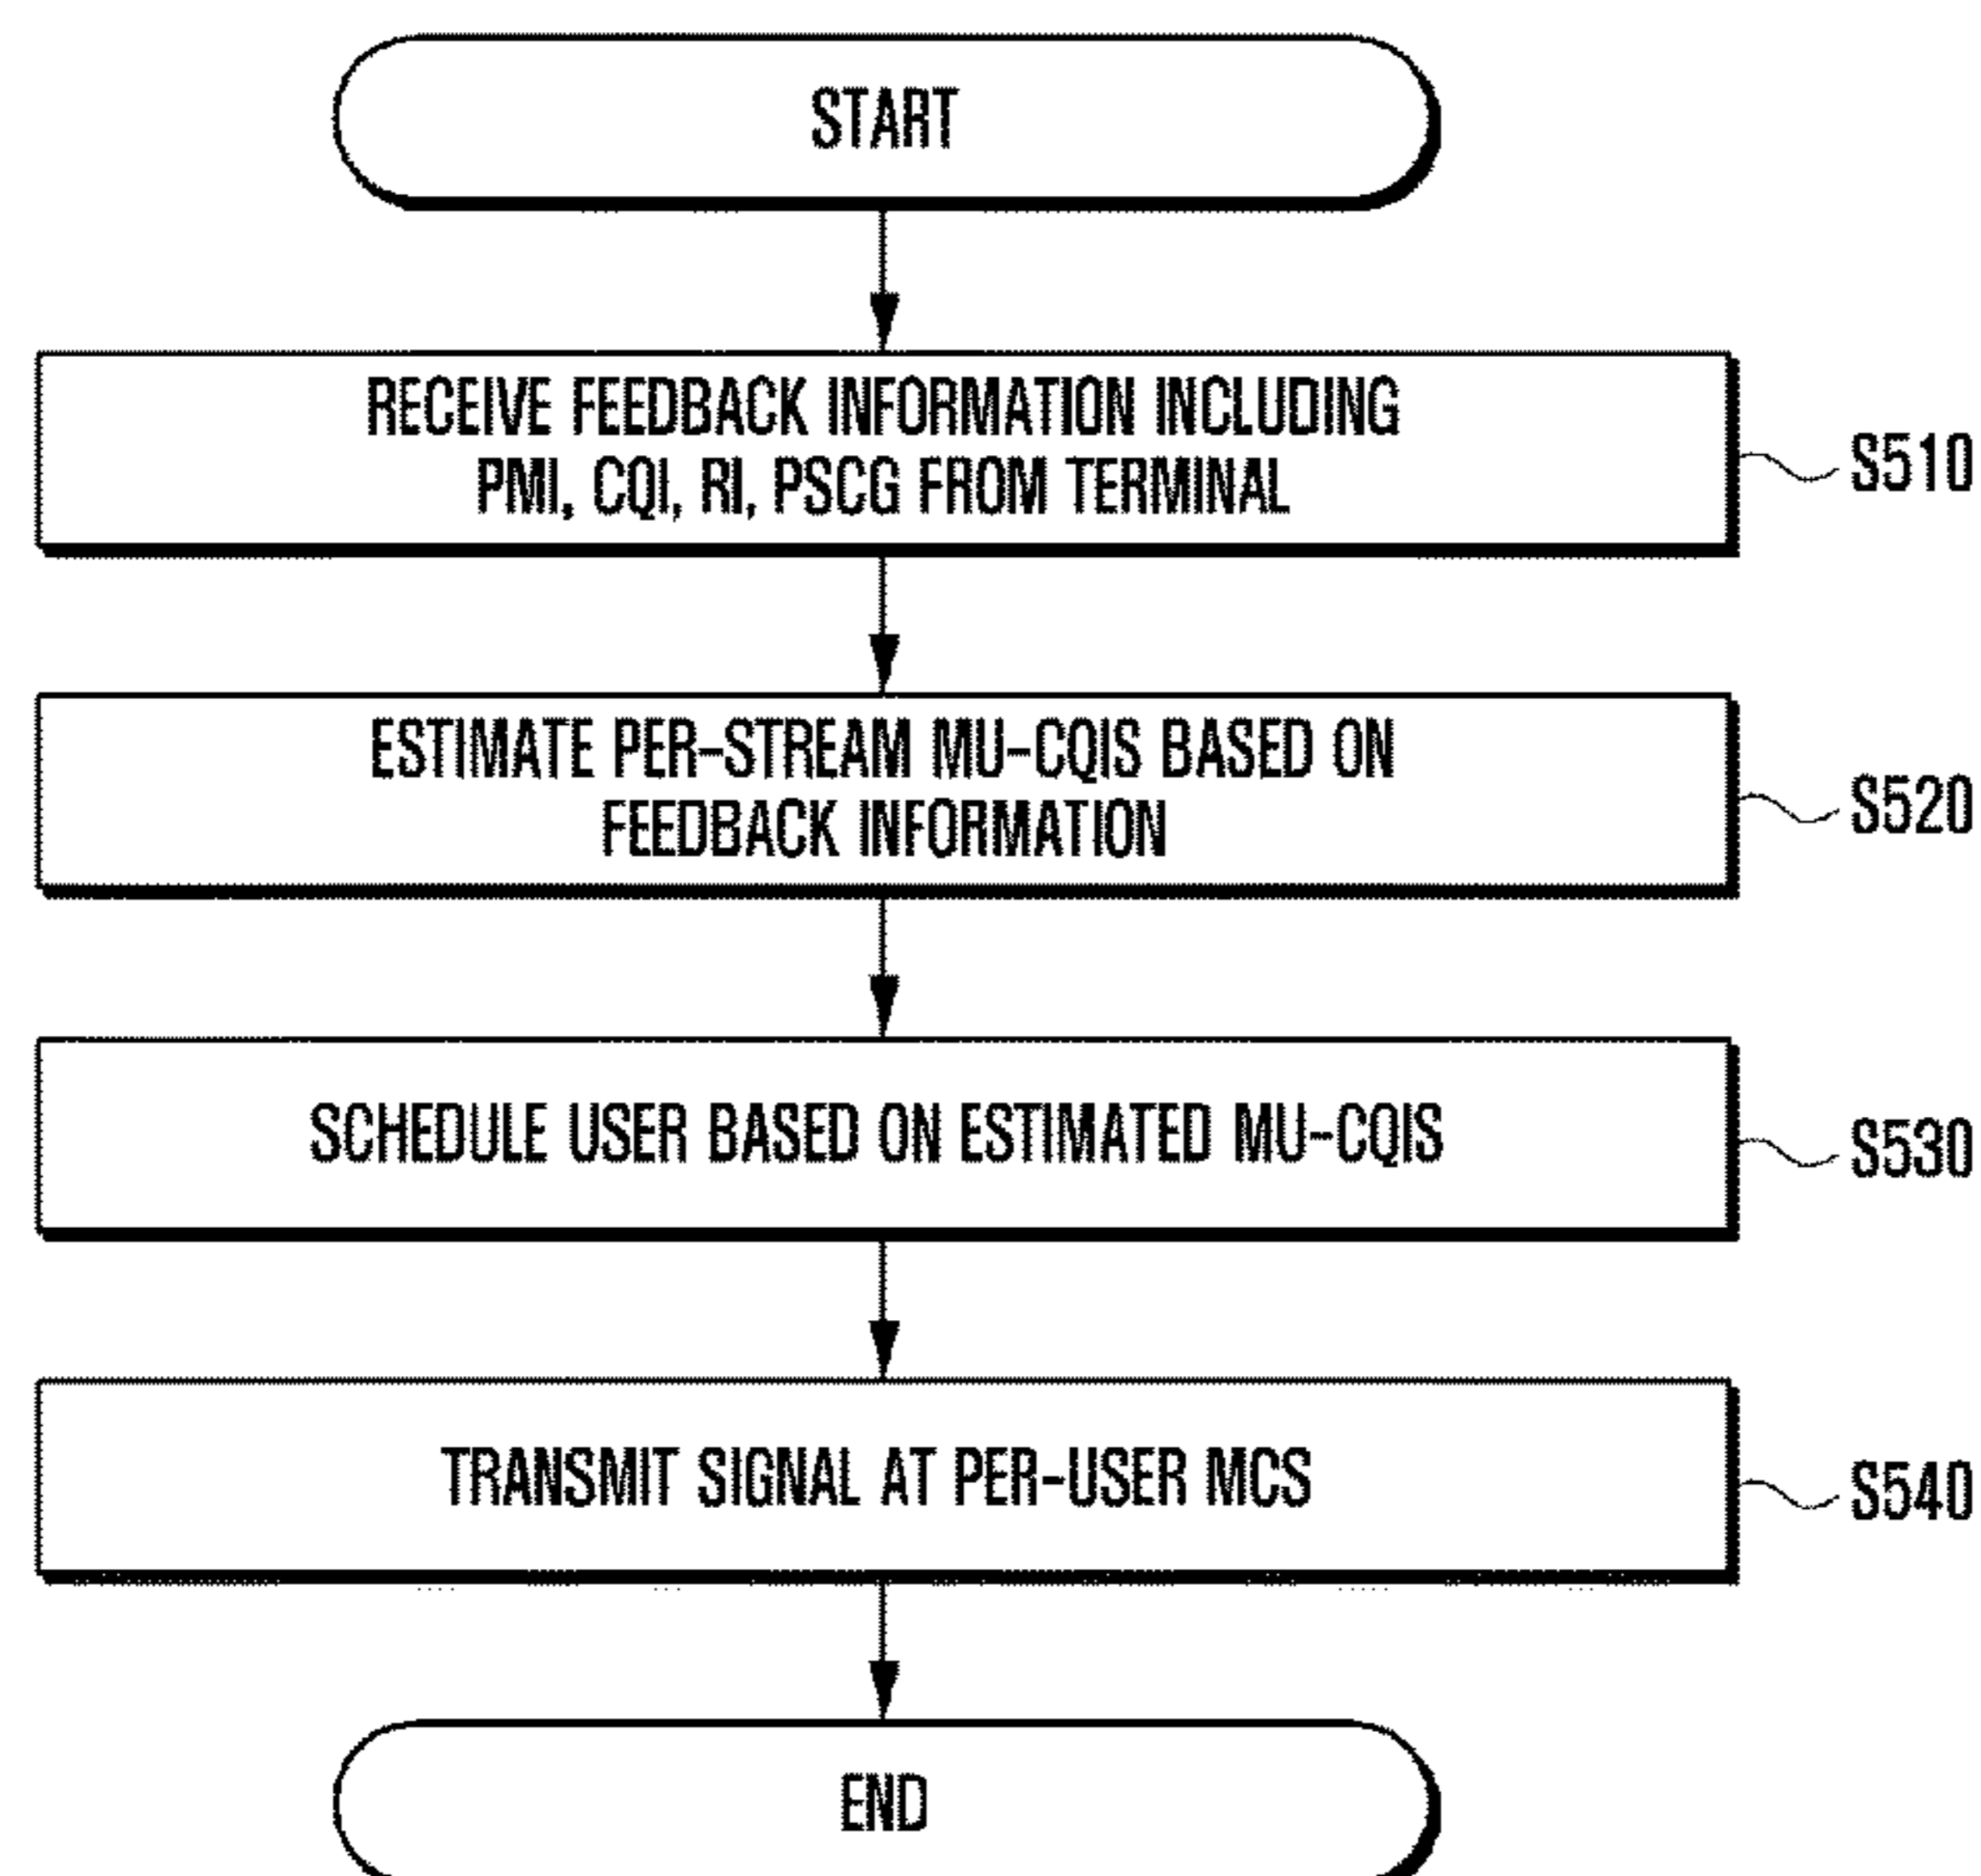 START
RECEIVE FEEDBACK INFORMATION INCLUDING
PMI, CQI, RI, PSCG FROM TERMINAL
S510
ESTIMATE PER-STREAM MU-CQIS BASED ON
FEEDBACK INFORMATION
S520
SCHEDULE USER BASED ON ESTIMATED MU-CQIS
S530
TRANSMIT SIGNAL AT PER-USER MCS
S540
END